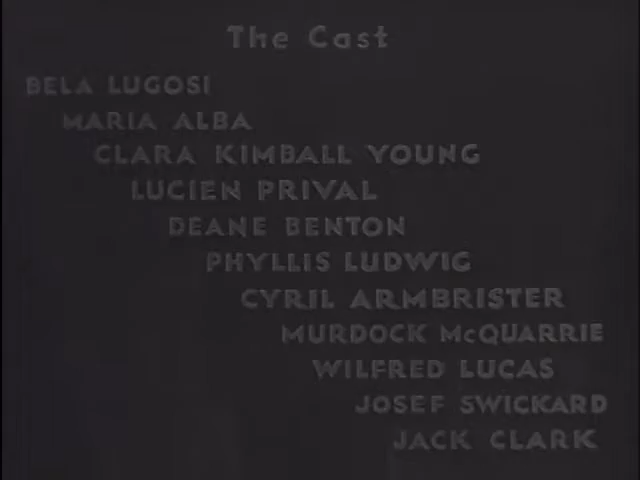 The Cast
BELA LUGOSI
MARIA ALBA
CLARA KIMBALL YOUNG
LUCIEN PRIVAL
DEANE BENTON
PHYLLIS LUDWIG
CYRIL ARMBRISTER
MURDOCK McQUARRIE
WILFRED LUCAS
JOSEF SWICKARD
JACK CLARK